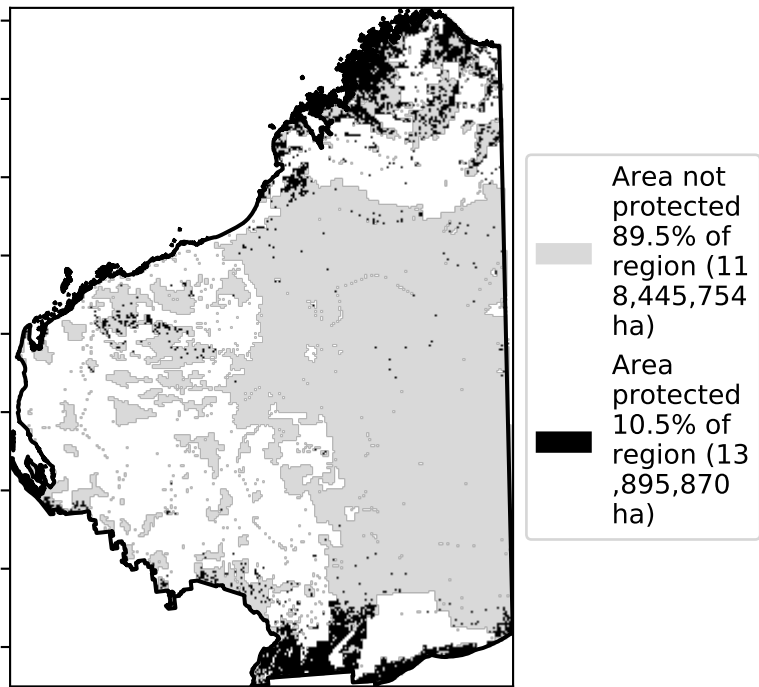 Area not
protected
89.5% of
region (11
8,445,754
ha)
Area
protected
10.5% of
region (13
,895,870
ha)